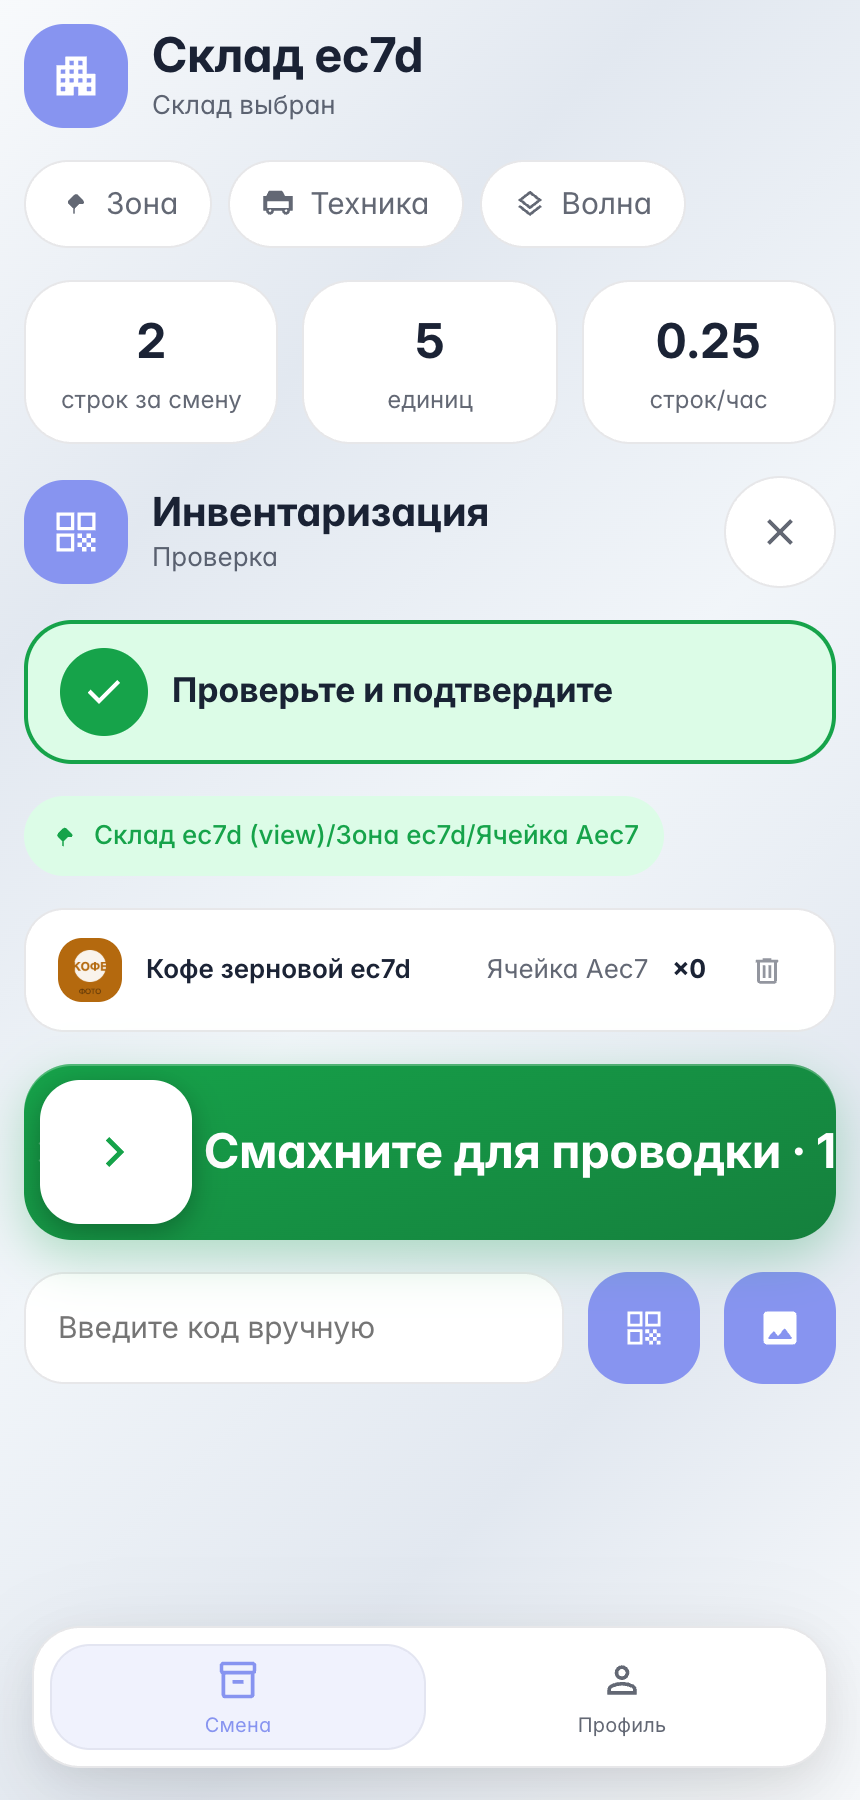 Склад ec7d
Склад выбран
Зона
Техника
Волна
2
строк за смену
5
единиц
0.25
строк/час
Инвентаризация
Проверка
Проверьте и подтвердите
Склад ec7d (view)/Зона ec7d/Ячейка Aec7
КОФЕ
ФОТО
Кофе зерновой ec7d
Ячейка Aec7
×0
Смахните для проводки · 1
Введите код вручную
Смена
Профиль